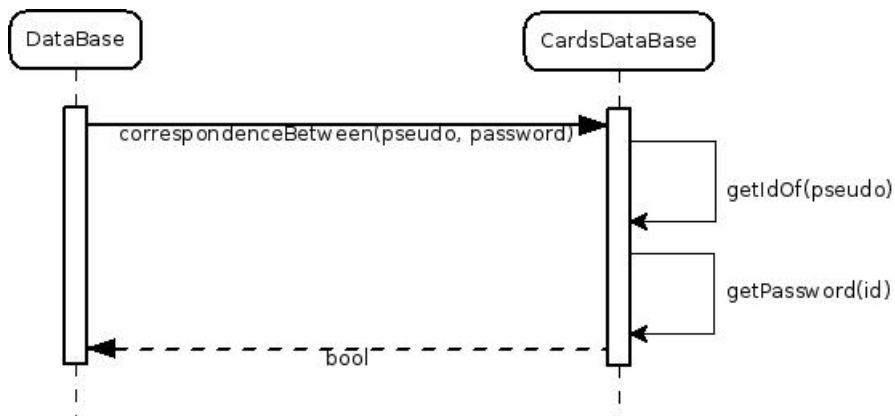 DataBase
CardsDataBase
correspondenceBetween(pseudo, password)
getIdOf(pseudo)
getPassword(id)
bool